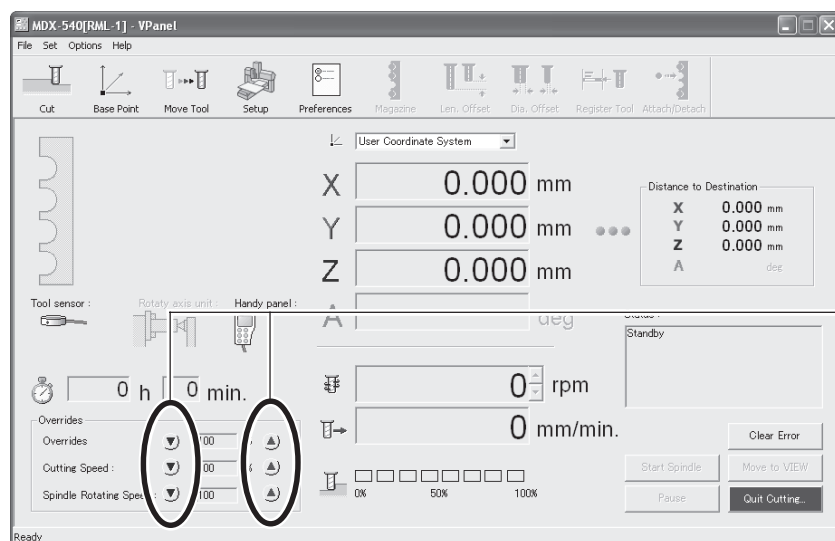 MDX-540[RML-1] - VPanel
File Set Options Help
Cut Base Point Move Tool Setup Preferences Magazine Len. Offset Dia. Offset Register Tool Attach/Detach
User Coordinate System
X 0.000 mm
Y 0.000 mm
Z 0.000 mm
A deg
Distance to Destination
X 0.000 mm
Y 0.000 mm
Z 0.000 mm
A deg
Tool sensor : Rotaty axis unit : Handy panel :
Standby
0 h 0 min.
0 rpm
0 mm/min.
0% 50% 100%
Overrides
Overrides
Cutting Speed :
Spindle Rotating 100
Clear Error
Start Spindle Move to VIEW
Pause Quit Cutting...
Ready